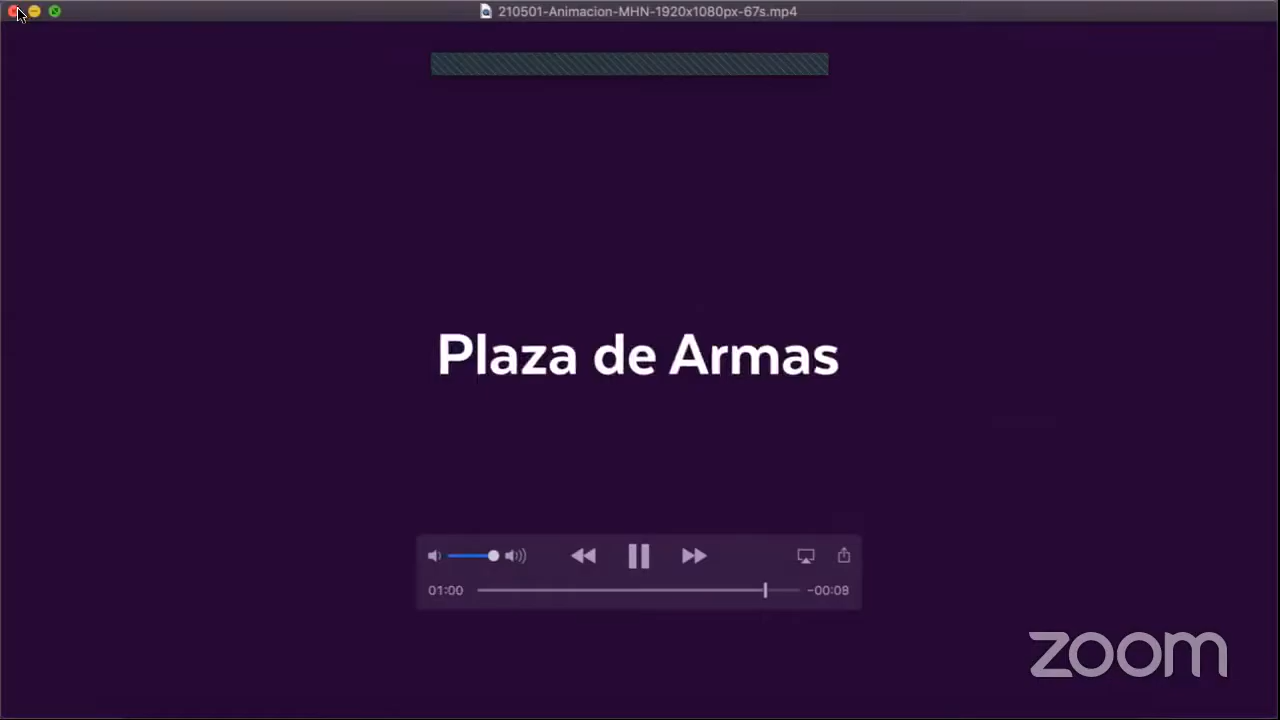 210501-Animacion-MHN-1920x1080px-67s.mp4
Plaza de Armas
01:00
-00:08
zoom